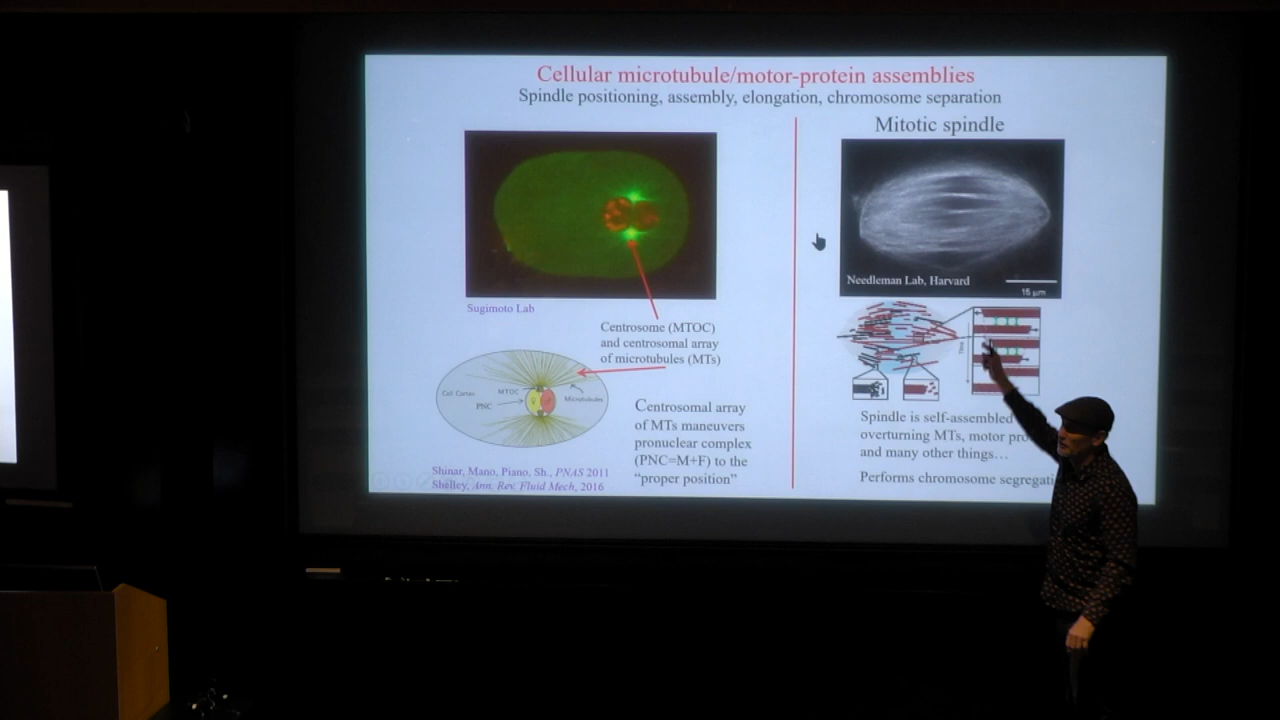 Cellular microtubule/motor-protein assemblies
Spindle positioning, assembly, elongation, chromosome separation
Sugimoto Lab
Centrosome (MTOC)
and centrosomal array
of microtubules (MTs)
Cell Cortex
MTOC
PNC
Microtubules
Centrosomal array
of MTs maneuvers
pronuclear complex
(PNC=M+F) to the
“proper position”
Shinar, Mano, Piano, Sh., PNAS 2011
Shelley, Ann. Rev. Fluid Mech, 2016
Mitotic spindle
Needleman Lab, Harvard
15 μm
Time
Spindle is self-assembled
overturning MTs, motor pro
and many other things…
Performs chromosome segregati